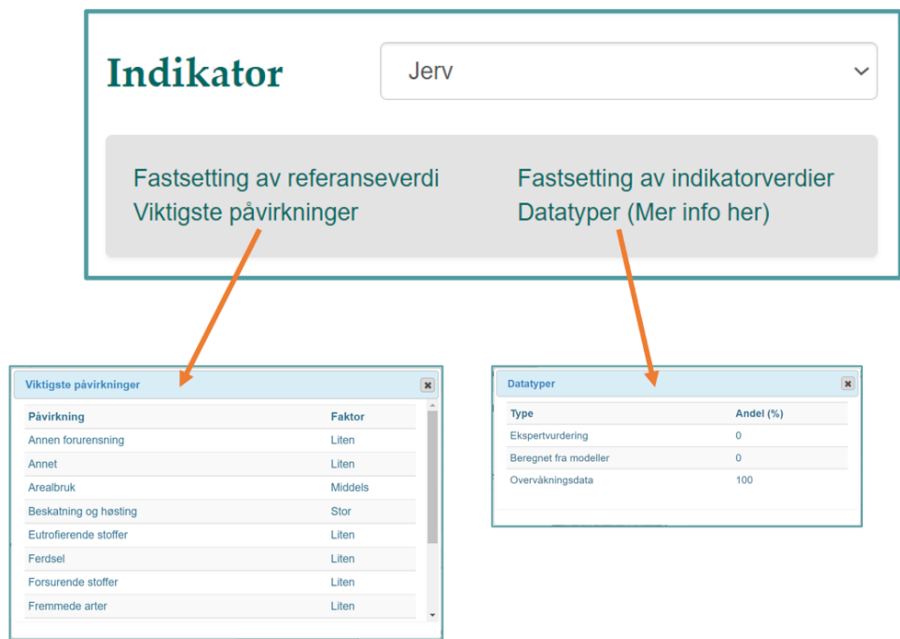 Indikator
Jerv
Fastsetting av referanseverdi
Viktigste påvirkninger
Fastsetting av indikatorverdier
Datatyper (Mer info her)
Viktigste påvirkninger
Påvirkning Faktor
Annen forurensning Liten
Annet Liten
Arealbruk Middels
Beskatning og høsting Stor
Eutrofierende stoffer Liten
Ferdsel Liten
Forsurende stoffer Liten
Fremmede arter Liten
Datatyper
Type Andel (%)
Ekspertvurdering 0
Beregnet fra modeller 0
Overvåkningsdata 100